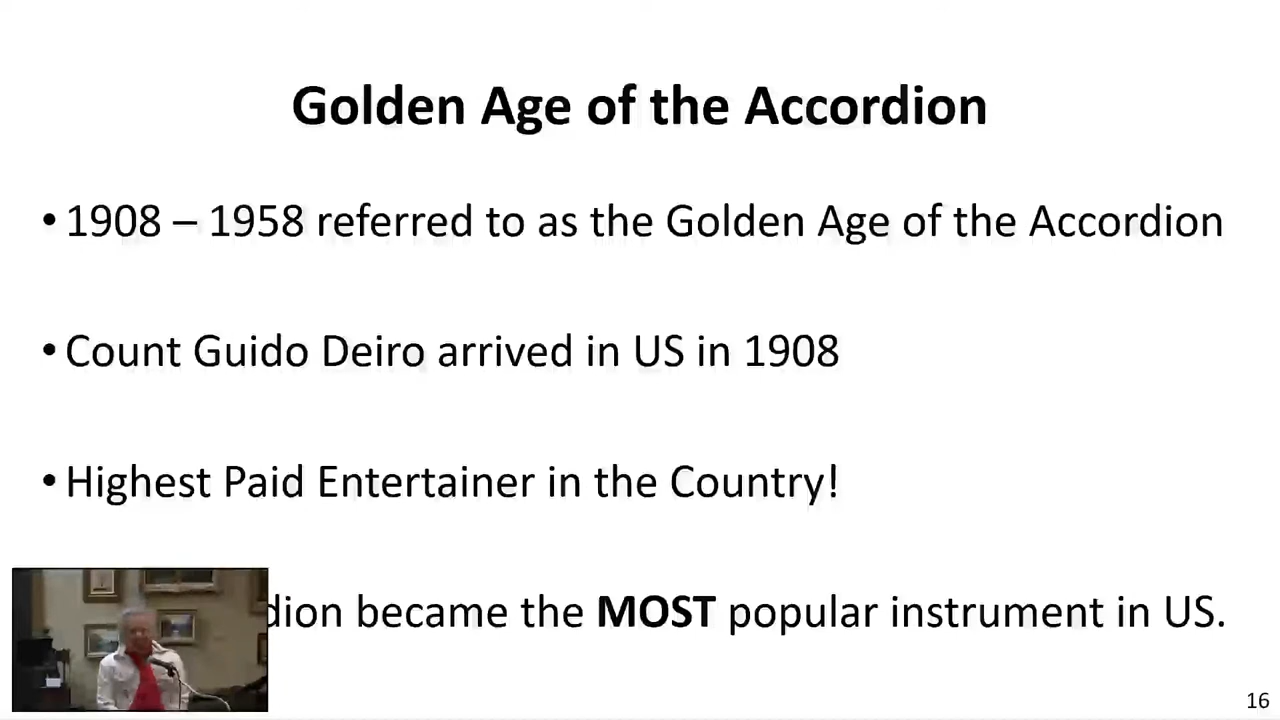 Golden Age of the Accordion
• 1908 – 1958 referred to as the Golden Age of the Accordion
• Count Guido Deiro arrived in US in 1908
• Highest Paid Entertainer in the Country!
dion became the MOST popular instrument in US.
16